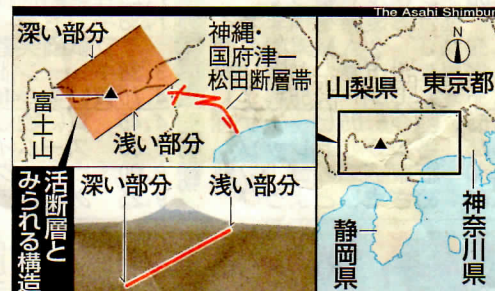 The Asahi Shimbun
深い部分
神縄・
国府津ー
松田断層帯
富士山
浅い部分
活断層と
みられる構造
深い部分
浅い部分
N
山梨県
東京都
神奈川県
静岡県